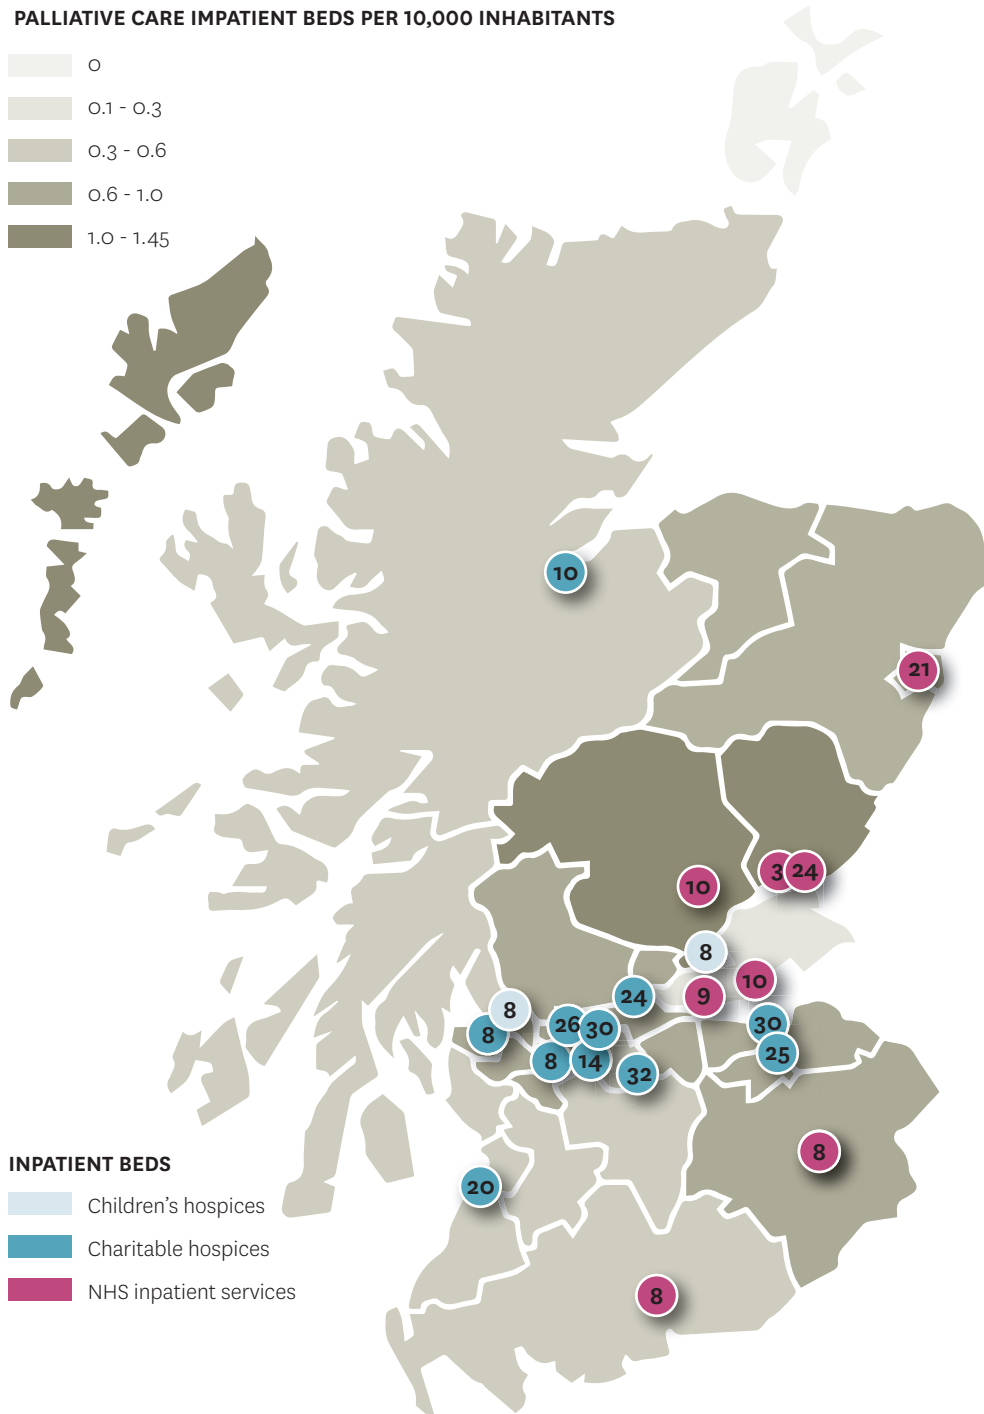 PALLIATIVE CARE IMPATIENT BEDS PER 10,000 INHABITANTS
0
0.1 - 0.3
0.3 - 0.6
0.6 - 1.0
1.0 - 1.45
10
21
3
24
10
8
10
9
24
8
8
26
30
30
25
8
14
32
8
20
8
INPATIENT BEDS
Children's hospices
Charitable hospices
NHS inpatient services